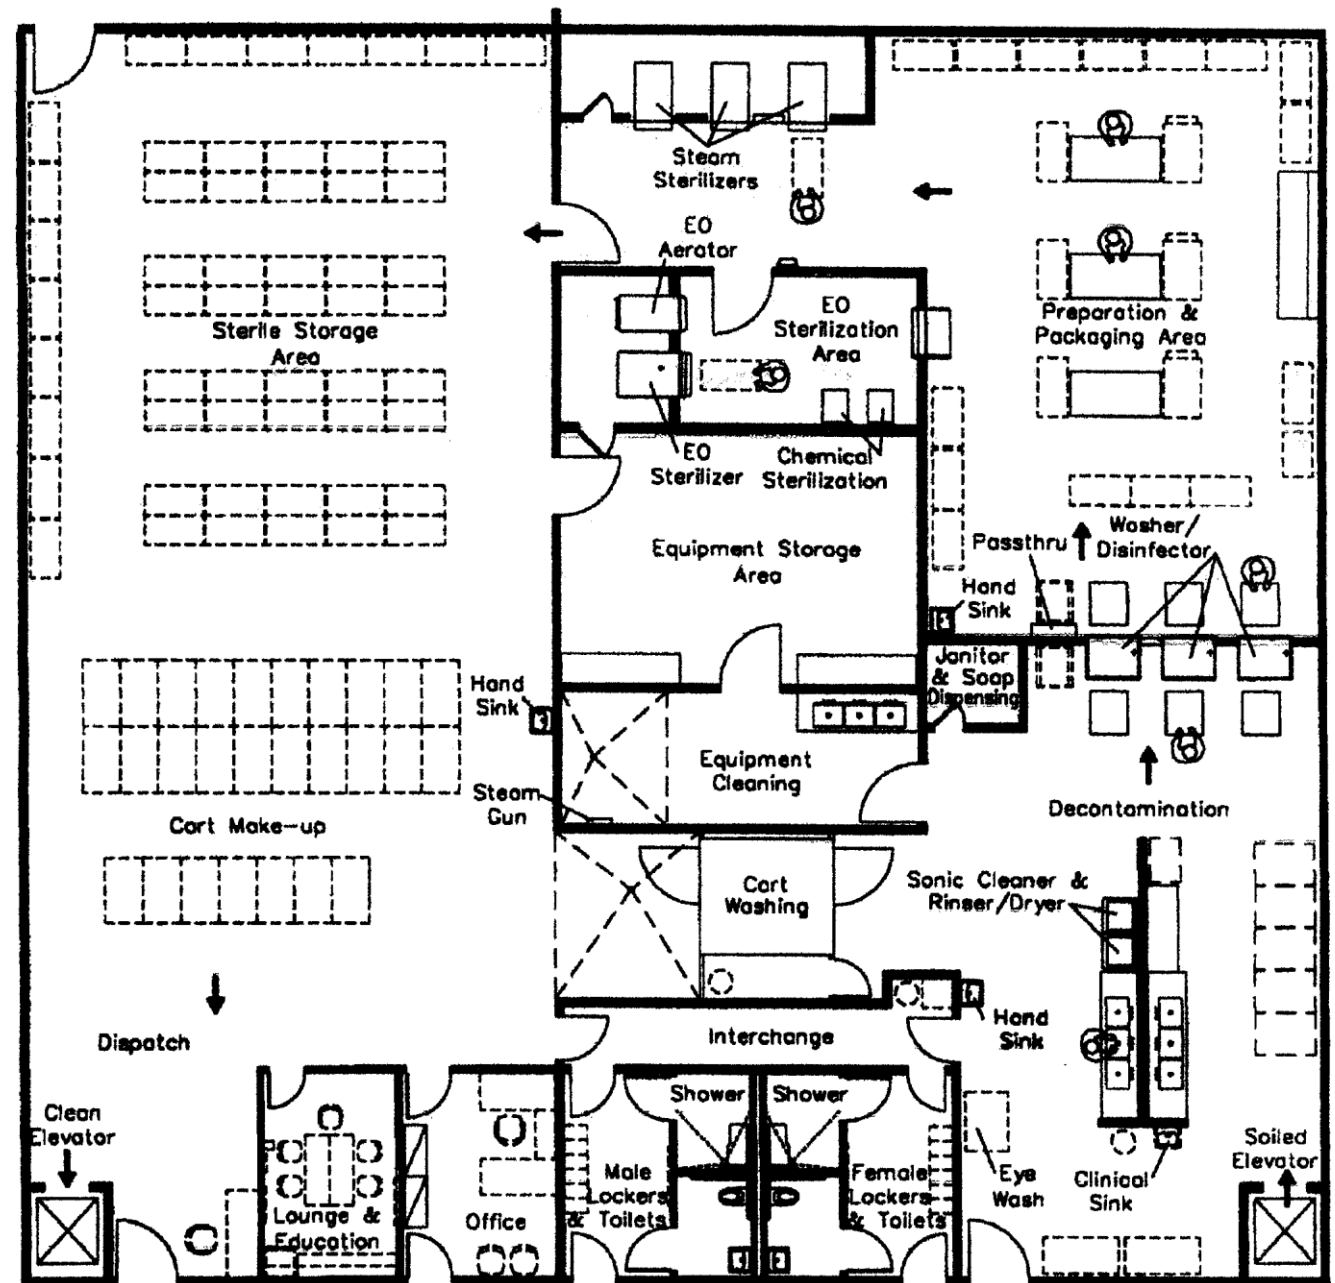 Steam
Sterilizers
EO
Aerator
EO
Sterilization
Area
Preparation &
Packaging Area
Sterile Storage
Area
EO
Sterilizer
Chemical
Sterilization
Equipment Storage
Area
Passthru
Washer/
Disinfector
Hand
Sink
Janitor
& Soap
Dispensing
Hand
Sink
Equipment
Cleaning
Steam
Gun
Cart Make-up
Decontamination
Cart
Washing
Sonic Cleaner &
Rinser/Dryer
Dispatch
Interchange
Hand
Sink
Clean
Elevator
Shower
Shower
Soiled
Elevator
Lounge &
Education
Office
Male
Lockers
& Toilets
Female
Lockers
& Toilets
Eye
Wash
Clinical
Sink